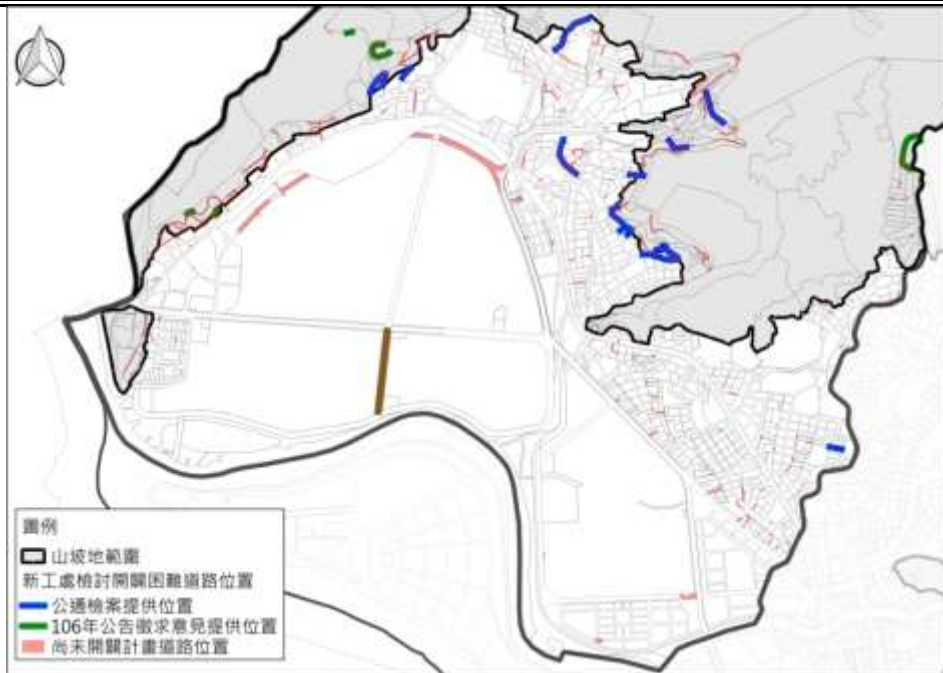 圖例
山坡地範圍
新工處檢討開闢困難道路位置
公通檢案提供位置
106年公告徵求意見提供位置
尚未開闢計畫道路位置